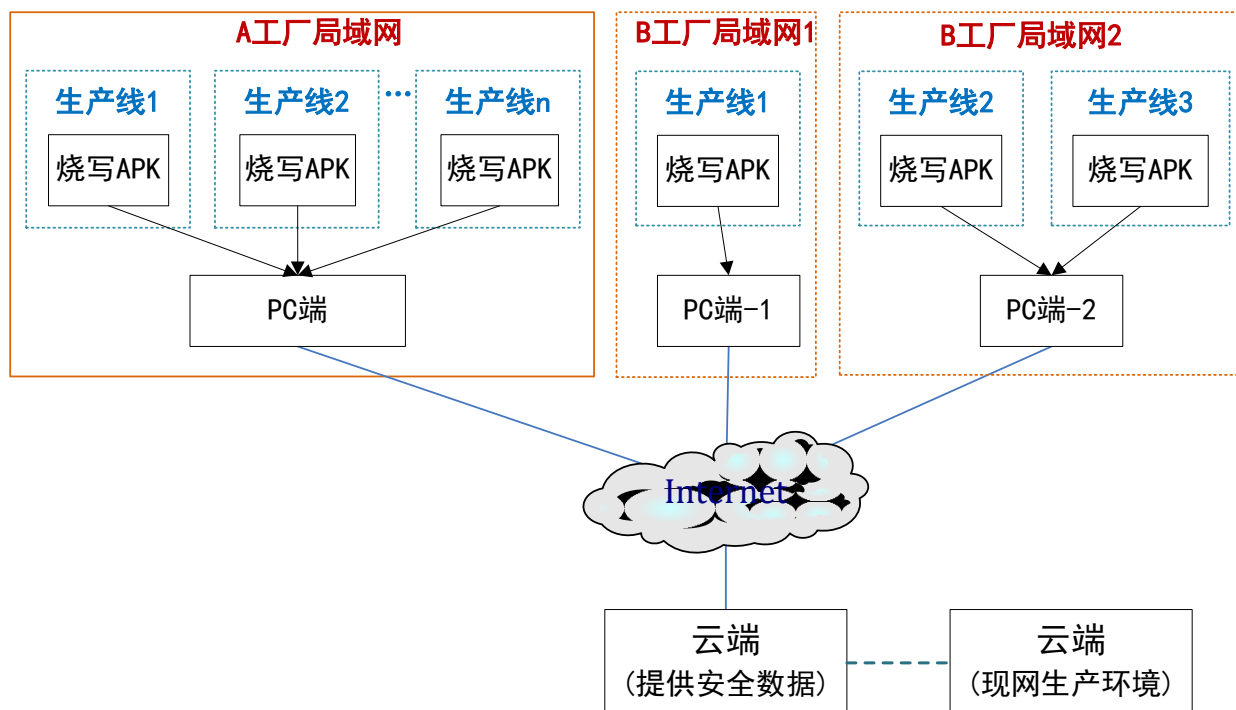 A工厂局域网
B工厂局域网1
B工厂局域网2
生产线1
生产线2
...
生产线n
生产线1
生产线2
生产线3
烧写APK
烧写APK
烧写APK
烧写APK
烧写APK
烧写APK
PC端
PC端-1
PC端-2
Internet
云端
(提供安全数据)
云端
(现网生产环境)